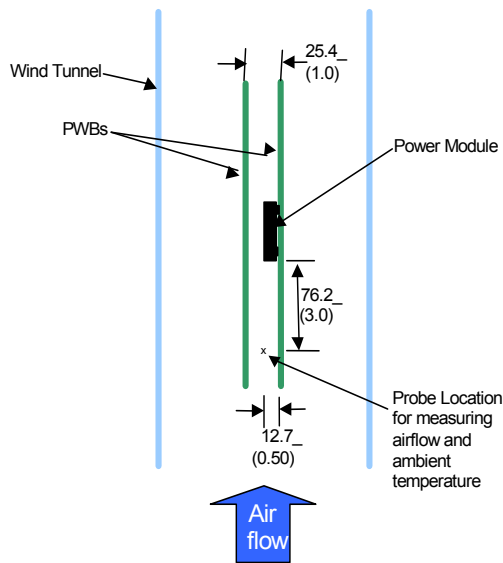 25.4_
(1.0)
Wind Tunnel
PWBs
Power Module
76.2_
(3.0)
x
Probe Location
for measuring
airflow and
ambient
temperature
12.7_
(0.50)
Air
flow